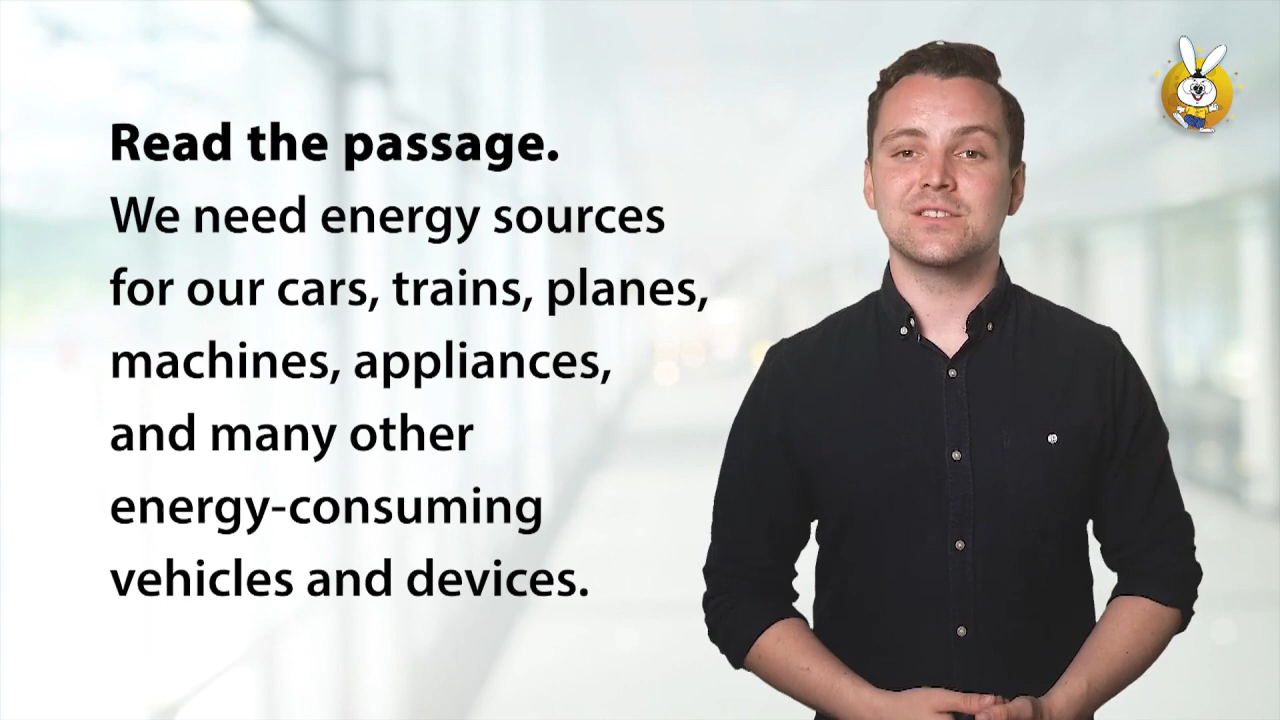 Read the passage.
We need energy sources
for our cars, trains, planes,
machines, appliances,
and many other
energy-consuming
vehicles and devices.